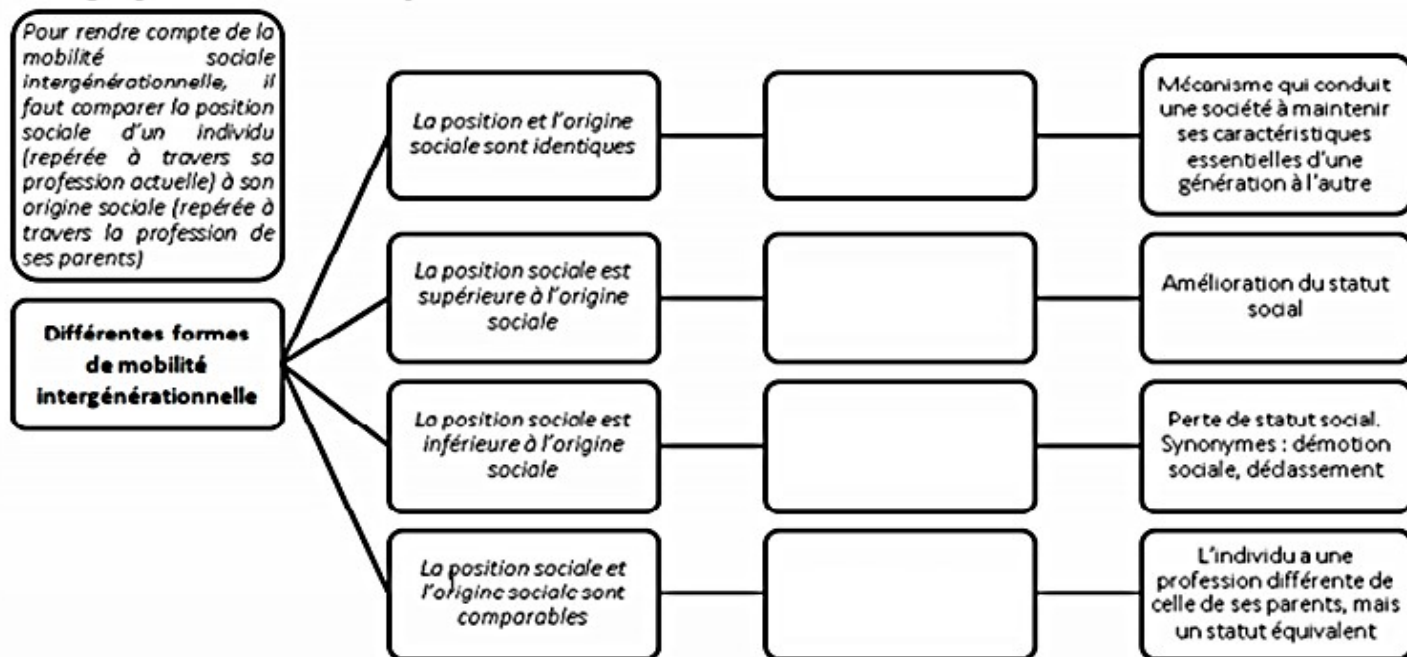 Pour rendre compte de la
mobilité sociale
intergénérationnelle, il
faut comparer la position
sociale d'un individu
(repérée à travers sa
profession actuelle) à son
origine sociale (repérée à
travers la profession de
ses parents)
Différentes formes
de mobilité
intergénérationnelle
La position et l'origine
sociale sont identiques
Mécanisme qui conduit
une société à maintenir
ses caractéristiques
essentielles d'une
génération à l'autre
La position sociale est
supérieure à l'origine
sociale
Amélioration du statut
social
La position sociale est
inférieure à l'origine
sociale
Perte de statut social.
Synonymes : démotion
sociale, déclassement
La position sociale et
l'origine sociale sont
comparables
L'individu a une
profession différente de
celle de ses parents, mais
un statut équivalent